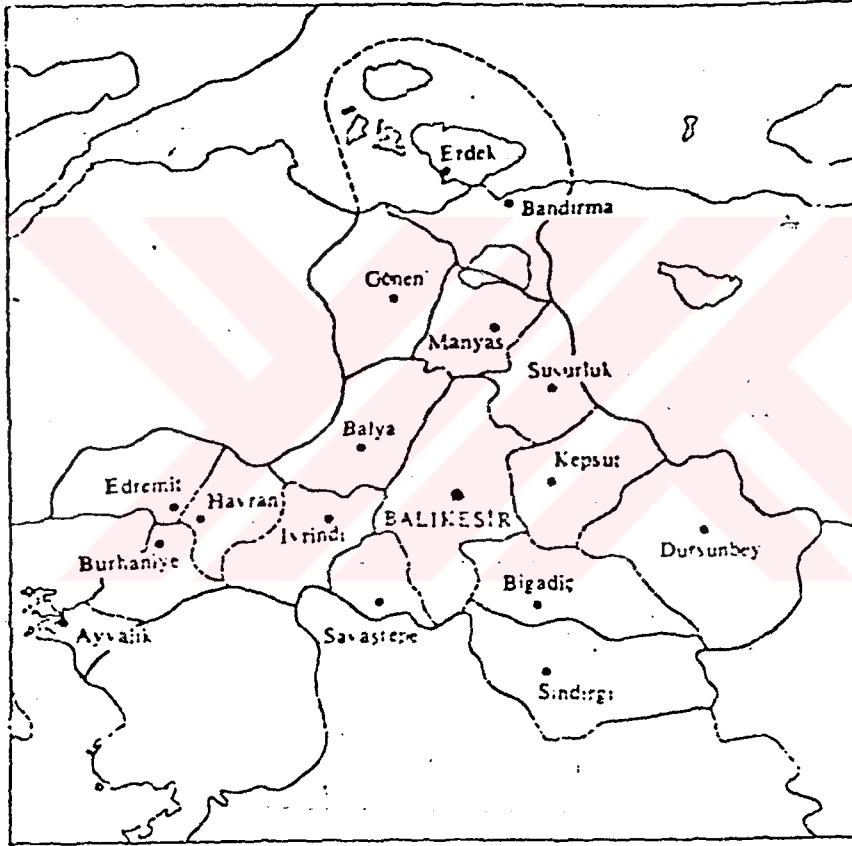 Erdek
Bandırma
Gönen
Manyas
Susurluk
Balya
Kepsut
Edremit
Havran
İvrindi
BALIKESİR
Dursunbey
Burhaniye
Bigadiç
Ayvalık
Savaştepe
Sındırgı